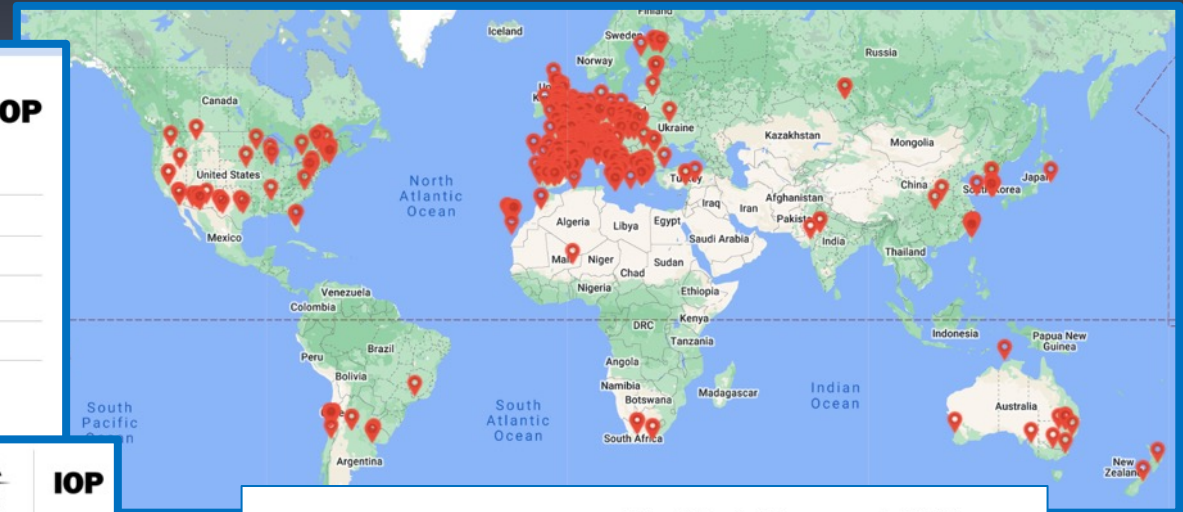 Finland
Iceland
Sweden
Norway
Russia
Canada
Ukraine
Kazakhstan
Mongolia
United States
North
Atlantic
Ocean
Turkey
China
South Korea
Japan
Iraq
Iran
Afghanistan
Pakist
Algeria
Libya
Egypt
Saudi Arabia
India
Mexico
Mali
Niger
Chad
Sudan
Thailand
Nigeria
Ethiopia
Venezuela
Colombia
DRC
Kenya
Tanzania
Indonesia
Papua New
Guinea
Peru
Brazil
Bolivia
Angola
Namibia
Botswana
Madagascar
Indian
Ocean
South
Pacific
South
Atlantic
Ocean
South Africa
Australia
Argentina
New
Zealand
OP
IOP